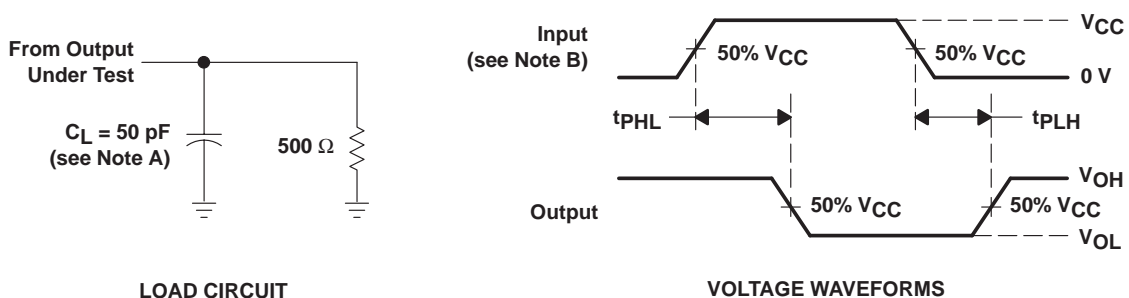 From Output
Under Test
CL = 50 pF
(see Note A)
500 Ω
LOAD CIRCUIT
Input
(see Note B)
50% VCC
50% VCC
VCC
0 V
tPHL
tPLH
Output
50% VCC
50% VCC
VOH
VOL
VOLTAGE WAVEFORMS